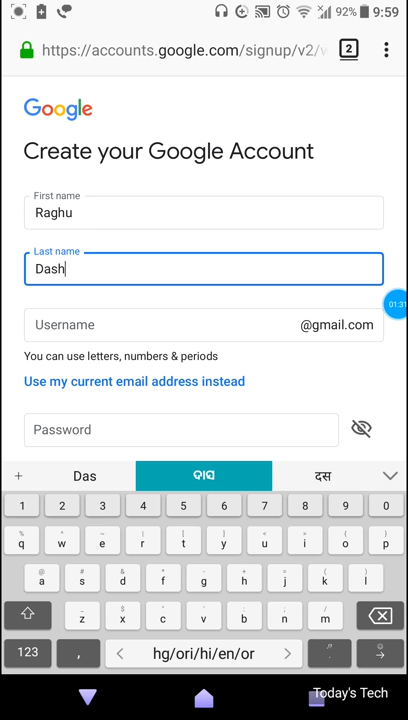 92% 9:59
https://accounts.google.com/signup/v2/w 2
Google
Create your Google Account
First name
Raghu
Last name
Dash
01:31
Username @gmail.com
You can use letters, numbers & periods
Use my current email address instead
Password
+ Das ଦାସ दस
1 2 3 4 5 6 7 8 9 0
q w e r t y u i o p
a s d f g h j k l
z x c v b n m
123 , < hg/ori/hi/en/or > .
Today's Tech